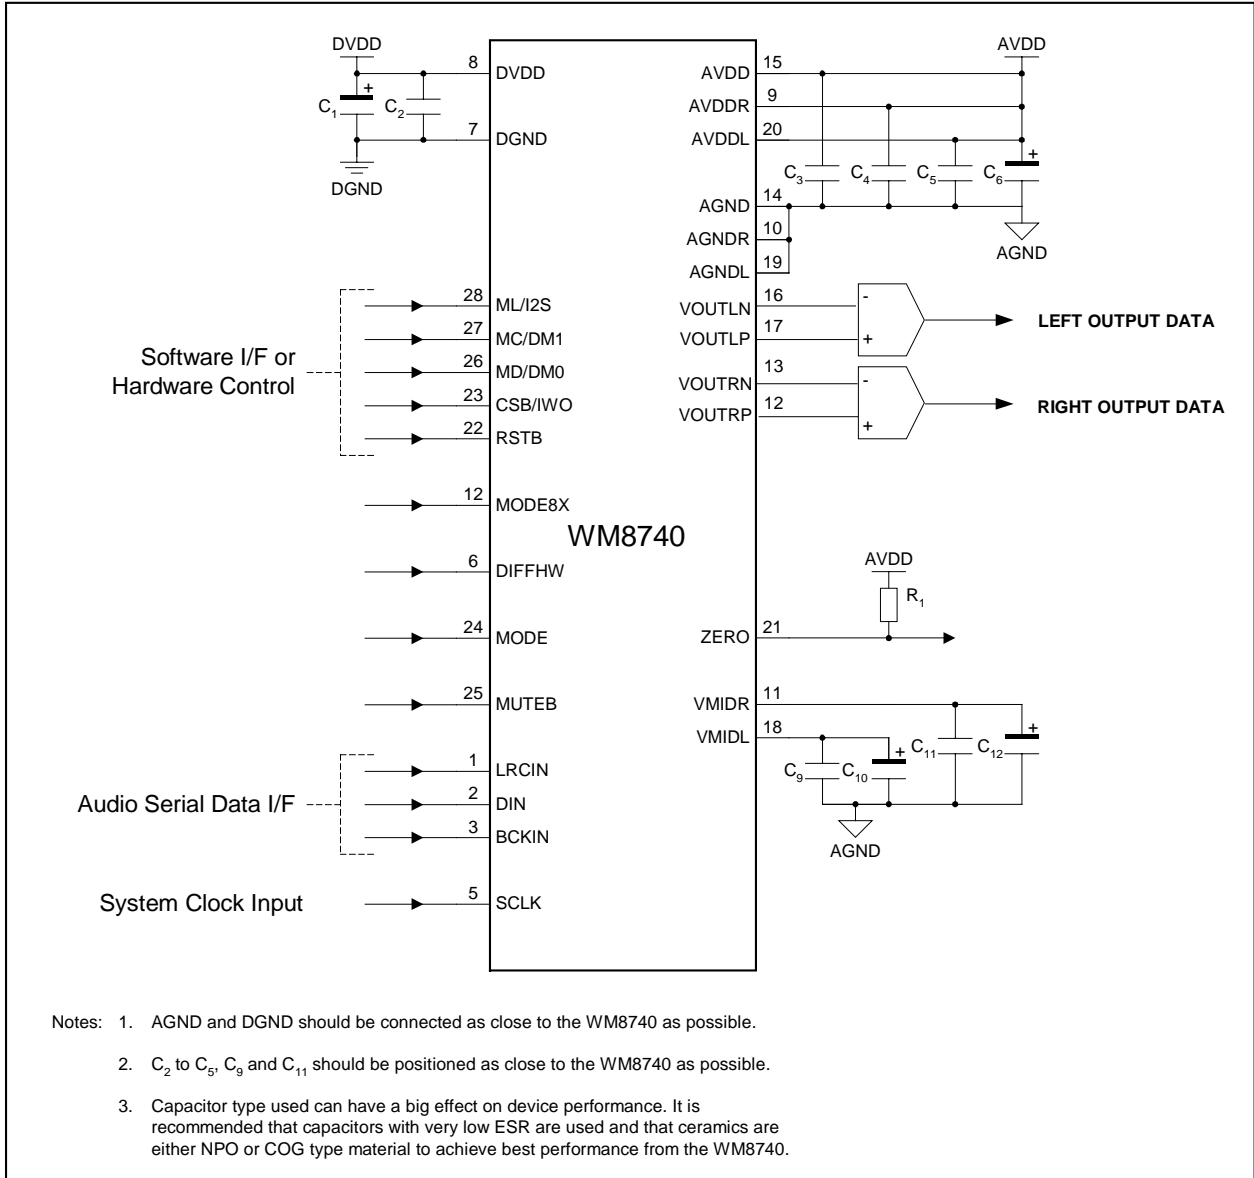 DVDD
8 DVDD
+
C1 C2
7 DGND
DGND
AVDD
AVDD 15
AVDDR 9
AVDDL 20
+
C3 C4 C5 C6
AGND 14
AGNDR 10
AGNDL 19
AGND
Software I/F or
Hardware Control
28 ML/I2S
27 MC/DM1
26 MD/DM0
23 CSB/IWO
22 RSTB
VOUTLN 16 -
VOUTLP 17 +
LEFT OUTPUT DATA
VOUTRN 13 -
VOUTRP 12 +
RIGHT OUTPUT DATA
12 MODE8X
WM8740
6 DIFFHW
24 MODE
25 MUTEB
AVDD
R1
ZERO 21
VMIDR 11
VMIDL 18
+ +
C9 C10 C11 C12
AGND
Audio Serial Data I/F
1 LRCIN
2 DIN
3 BCKIN
System Clock Input
5 SCLK
Notes: 1. AGND and DGND should be connected as close to the WM8740 as possible.
2. C2 to C5, C9 and C11 should be positioned as close to the WM8740 as possible.
3. Capacitor type used can have a big effect on device performance. It is
recommended that capacitors with very low ESR are used and that ceramics are
either NPO or COG type material to achieve best performance from the WM8740.